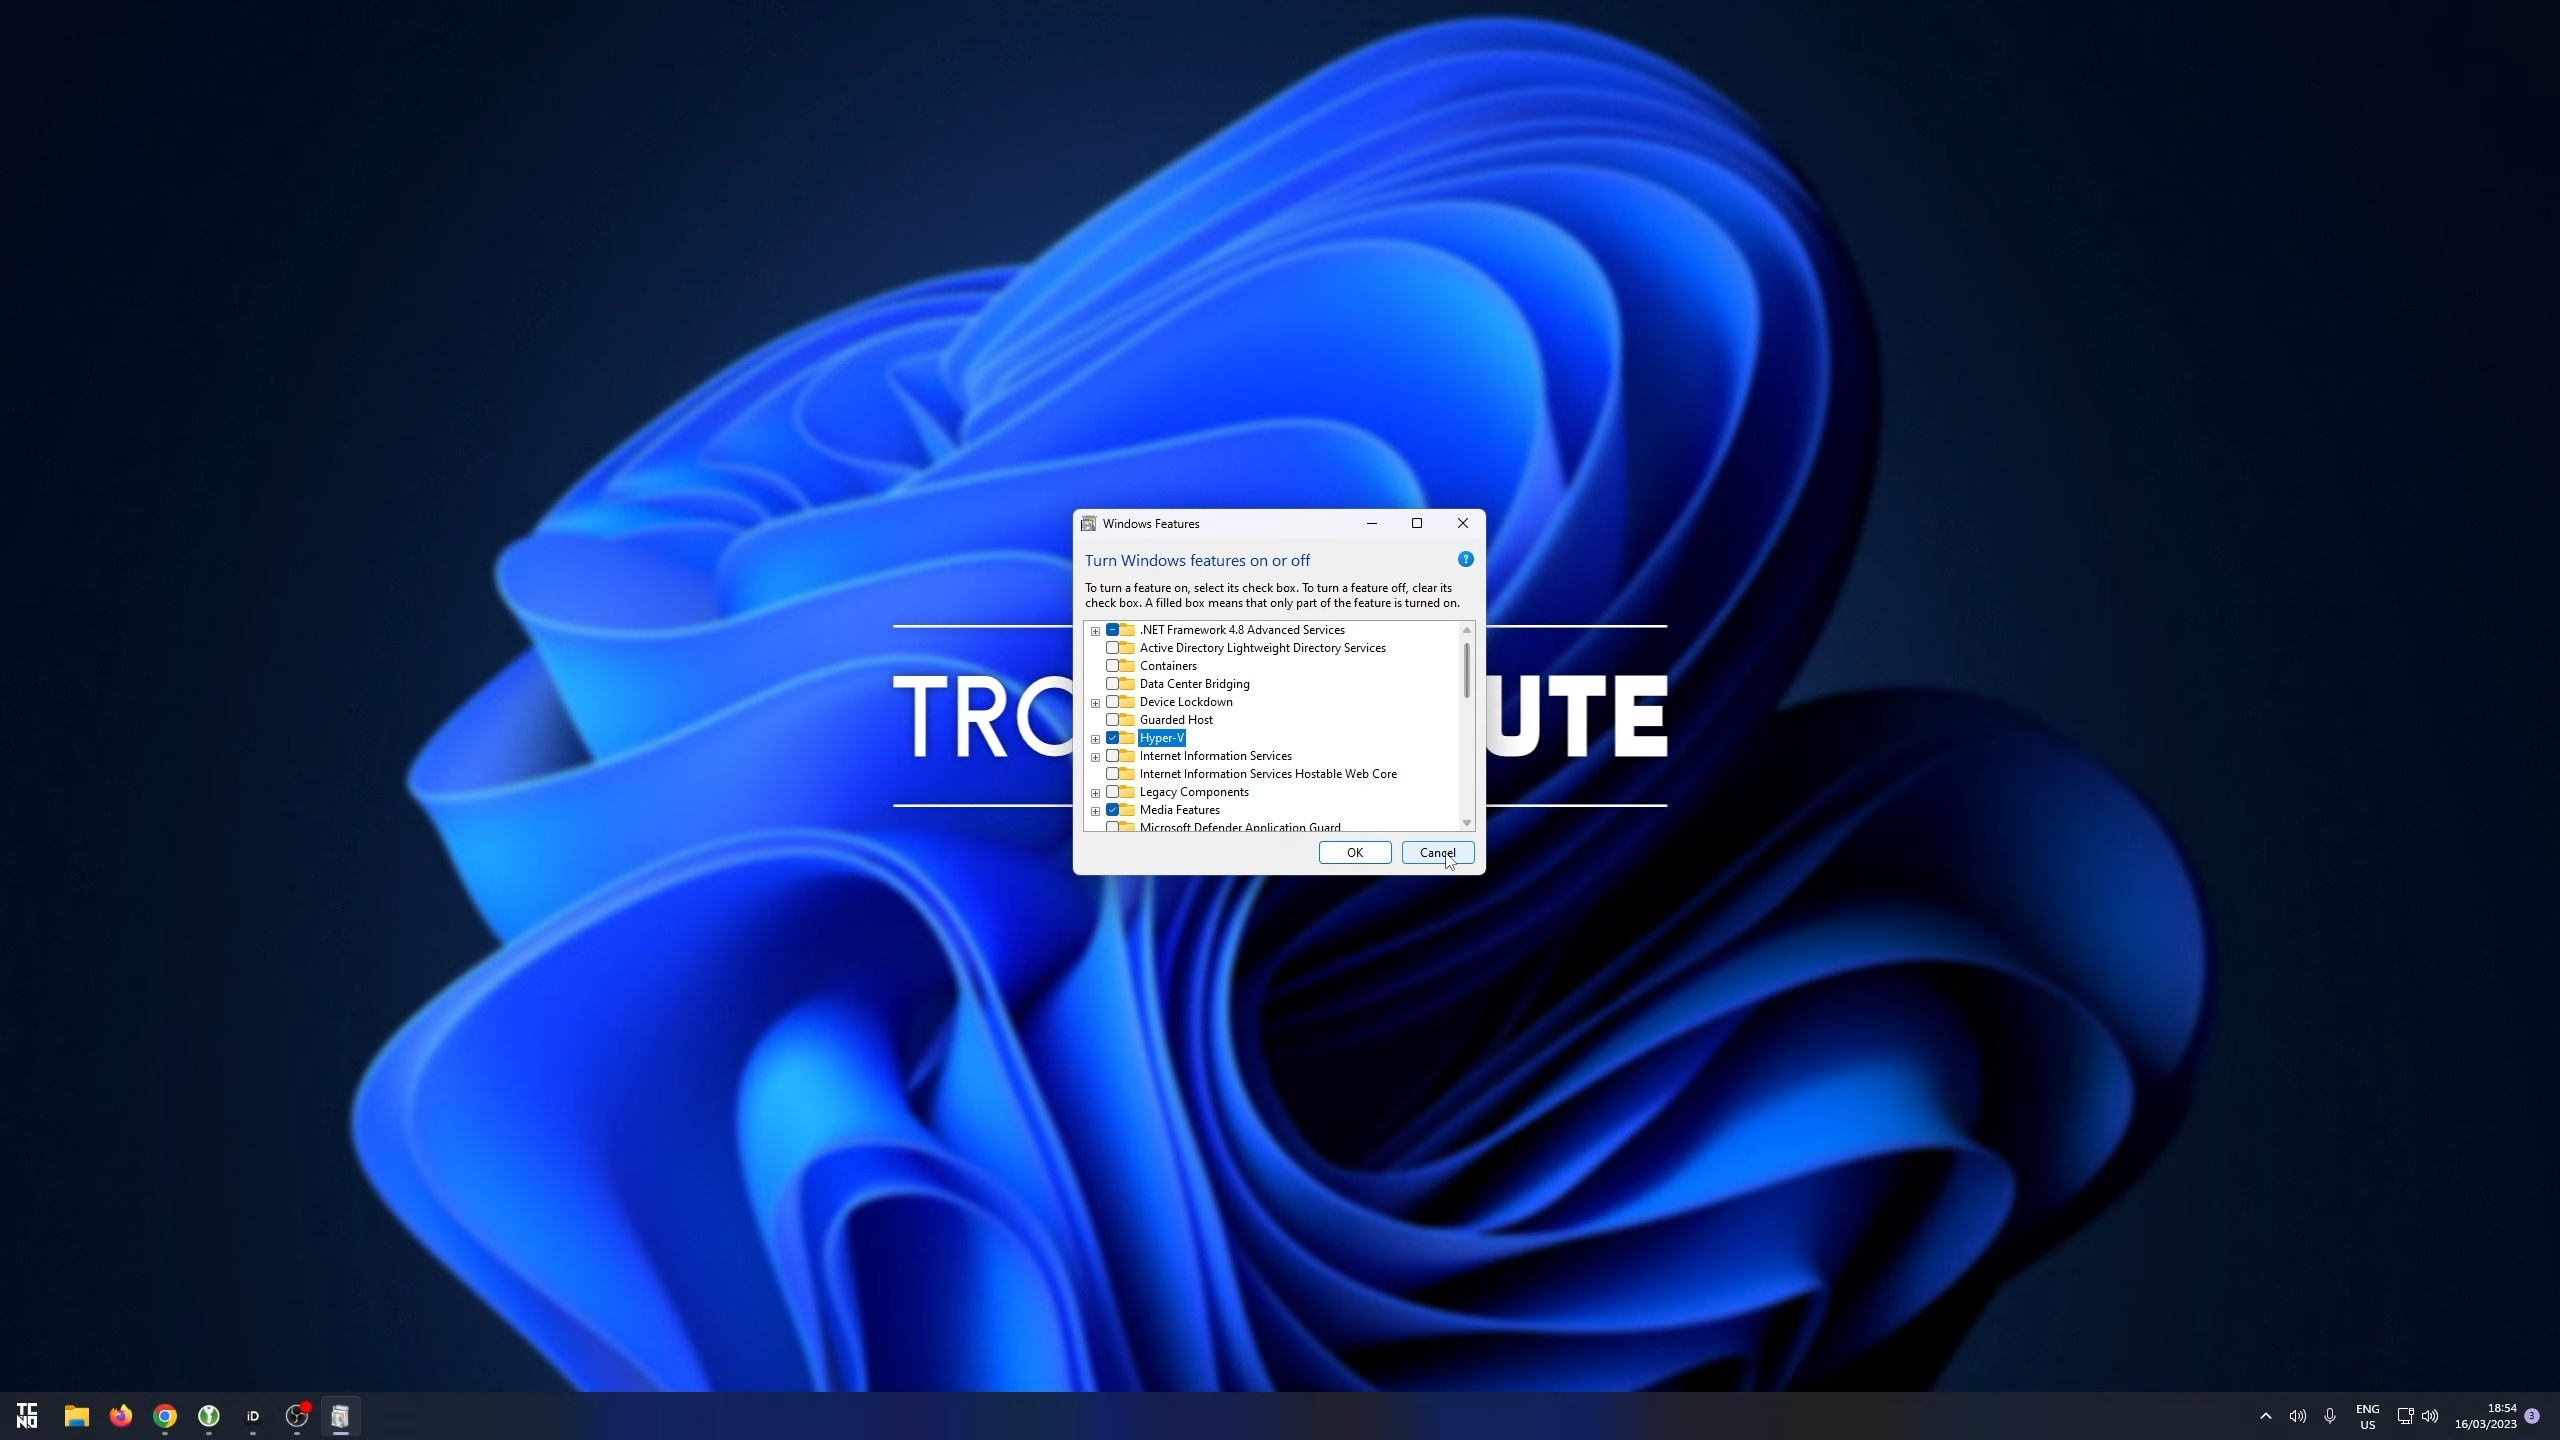 Windows Features
Turn Windows features on or off
?
To turn a feature on, select its check box. To turn a feature off, clear its
check box. A filled box means that only part of the feature is turned on.
.NET Framework 4.8 Advanced Services
Active Directory Lightweight Directory Services
Containers
Data Center Bridging
Device Lockdown
Guarded Host
Hyper-V
Internet Information Services
Internet Information Services Hostable Web Core
Legacy Components
Media Features
Microsoft Defender Application Guard
OK
Cancel
TRO
UTE
TC
NO
iD
ENG
US
18:54
16/03/2023
3